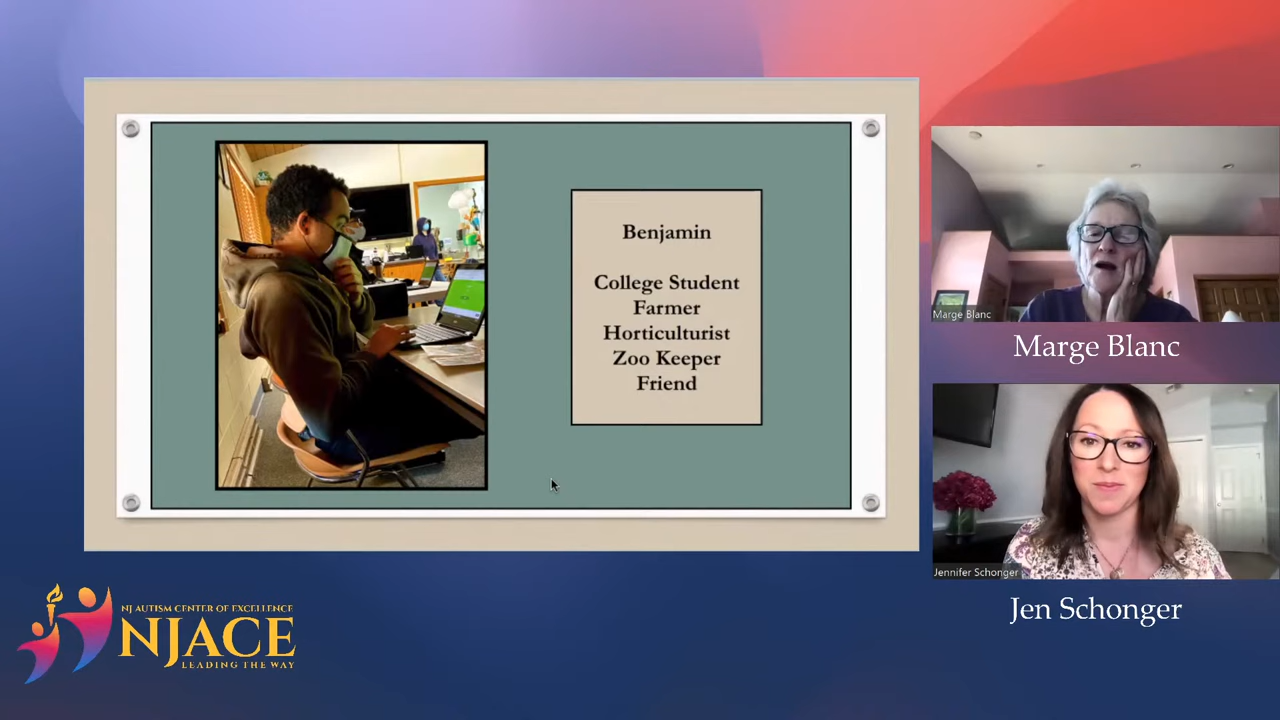 Benjamin
College Student
Farmer
Horticulturist
Zoo Keeper
Friend
Marge Blanc
Marge Blanc
Jennifer Schonger
Jen Schonger
NJ AUTISM CENTER OF EXCELLENCE
NJACE
LEADING THE WAY